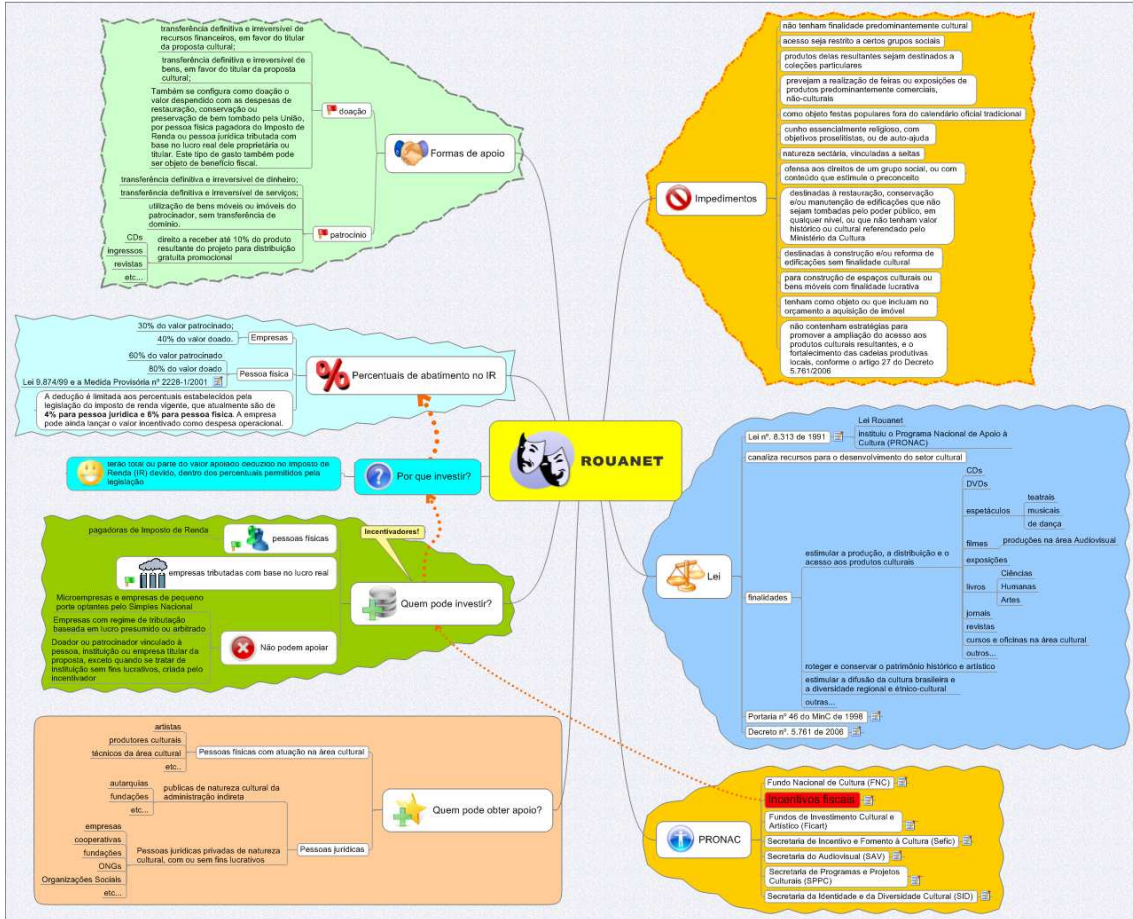 transferência definitiva e irreversível de
recursos financeiros, em favor do titular
da proposta cultural;
transferência definitiva e irreversível de
bens, em favor do titular da proposta
cultural;
Também se configura como doação o
valor despendido com as despesas de
restauração, conservação ou
preservação de bem tombado pela União,
por pessoa física pagadora do Imposto de
Renda ou pessoa jurídica tributada com
base no lucro real dele proprietária ou
titular. Este tipo de gasto também pode
ser objeto de benefício fiscal.
doação
Formas de apoio
transferência definitiva e irreversível de dinheiro;
transferência definitiva e irreversível de serviços;
utilização de bens móveis ou imóveis do
patrocinador, sem transferência de
domínio.
patrocínio
CDs
ingressos
revistas
etc...
direito a receber até 10% do produto
resultante do projeto para distribuição
gratuita promocional
30% do valor patrocinado;
40% do valor doado.
Empresas
60% do valor patrocinado
80% do valor doado
Lei 9.874/99 e a Medida Provisória nº 2228-1/2001
Pessoa física
Percentuais de abatimento no IR
A dedução é limitada aos percentuais estabelecidos pela
legislação do imposto de renda vigente, que atualmente são de
4% para pessoa jurídica e 6% para pessoa física. A empresa
pode ainda lançar o valor incentivado como despesa operacional.
terão total ou parte do valor apoiado deduzido no Imposto de
Renda (IR) devido, dentro dos percentuais permitidos pela
legislação
Por que investir?
ROUANET
Incentivadores!
pagadoras de Imposto de Renda
pessoas físicas
empresas tributadas com base no lucro real
Quem pode investir?
Microempresas e empresas de pequeno
porte optantes pelo Simples Nacional
Empresas com regime de tributação
baseada em lucro presumido ou arbitrado
Doador ou patrocinador vinculado à
pessoa, instituição ou empresa titular da
proposta, exceto quando se tratar de
instituição sem fins lucrativos, criada pelo
incentivador
Não podem apoiar
artistas
produtores culturais
técnicos da área cultural
etc..
Pessoas físicas com atuação na área cultural
autarquias
fundações
etc...
publicas de natureza cultural da
administração indireta
empresas
cooperativas
fundações
ONGs
Organizações Sociais
etc...
Pessoas jurídicas privadas de natureza
cultural, com ou sem fins lucrativos
Pessoas jurídicas
Quem pode obter apoio?
Impedimentos
não tenham finalidade predominantemente cultural
acesso seja restrito a certos grupos sociais
produtos delas resultantes sejam destinados a
coleções particulares
prevejam a realização de feiras ou exposições de
produtos predominantemente comerciais,
não-culturais
como objeto festas populares fora do calendário oficial tradicional
cunho essencialmente religioso, com
objetivos proselitistas, ou de auto-ajuda
natureza sectária, vinculadas a seitas
ofensa aos direitos de um grupo social, ou com
conteúdo que estimule o preconceito
destinadas à restauração, conservação
e/ou manutenção de edificações que não
sejam tombadas pelo poder público, em
qualquer nível, ou que não tenham valor
histórico ou cultural referendado pelo
Ministério da Cultura
destinadas à construção e/ou reforma de
edificações sem finalidade cultural
para construção de espaços culturais ou
bens móveis com finalidade lucrativa
tenham como objeto ou que incluam no
orçamento a aquisição de imóvel
não contenham estratégias para
promover a ampliação do acesso aos
produtos culturais resultantes, e o
fortalecimento das cadeias produtivas
locais, conforme o artigo 27 do Decreto
5.761/2006
Lei
Lei nº. 8.313 de 1991
Lei Rouanet
instituiu o Programa Nacional de Apoio à
Cultura (PRONAC)
canaliza recursos para o desenvolvimento do setor cultural
finalidades
estimular a produção, a distribuição e o
acesso aos produtos culturais
CDs
DVDs
espetáculos
teatrais
musicais
de dança
filmes
produções na área Audiovisual
exposições
livros
Ciências
Humanas
Artes
jornais
revistas
cursos e oficinas na área cultural
outros...
roteger e conservar o patrimônio histórico e artístico
estimular a difusão da cultura brasileira e
a diversidade regional e étnico-cultural
outras...
Portaria nº 46 do MinC de 1998
Decreto nº. 5.761 de 2006
PRONAC
Fundo Nacional de Cultura (FNC)
Incentivos fiscais
Fundos de Investimento Cultural e
Artístico (Ficart)
Secretaria de Incentivo e Fomento à Cultura (Sefic)
Secretaria do Audiovisual (SAV)
Secretaria de Programas e Projetos
Culturais (SPPC)
Secretaria da Identidade e da Diversidade Cultural (SID)